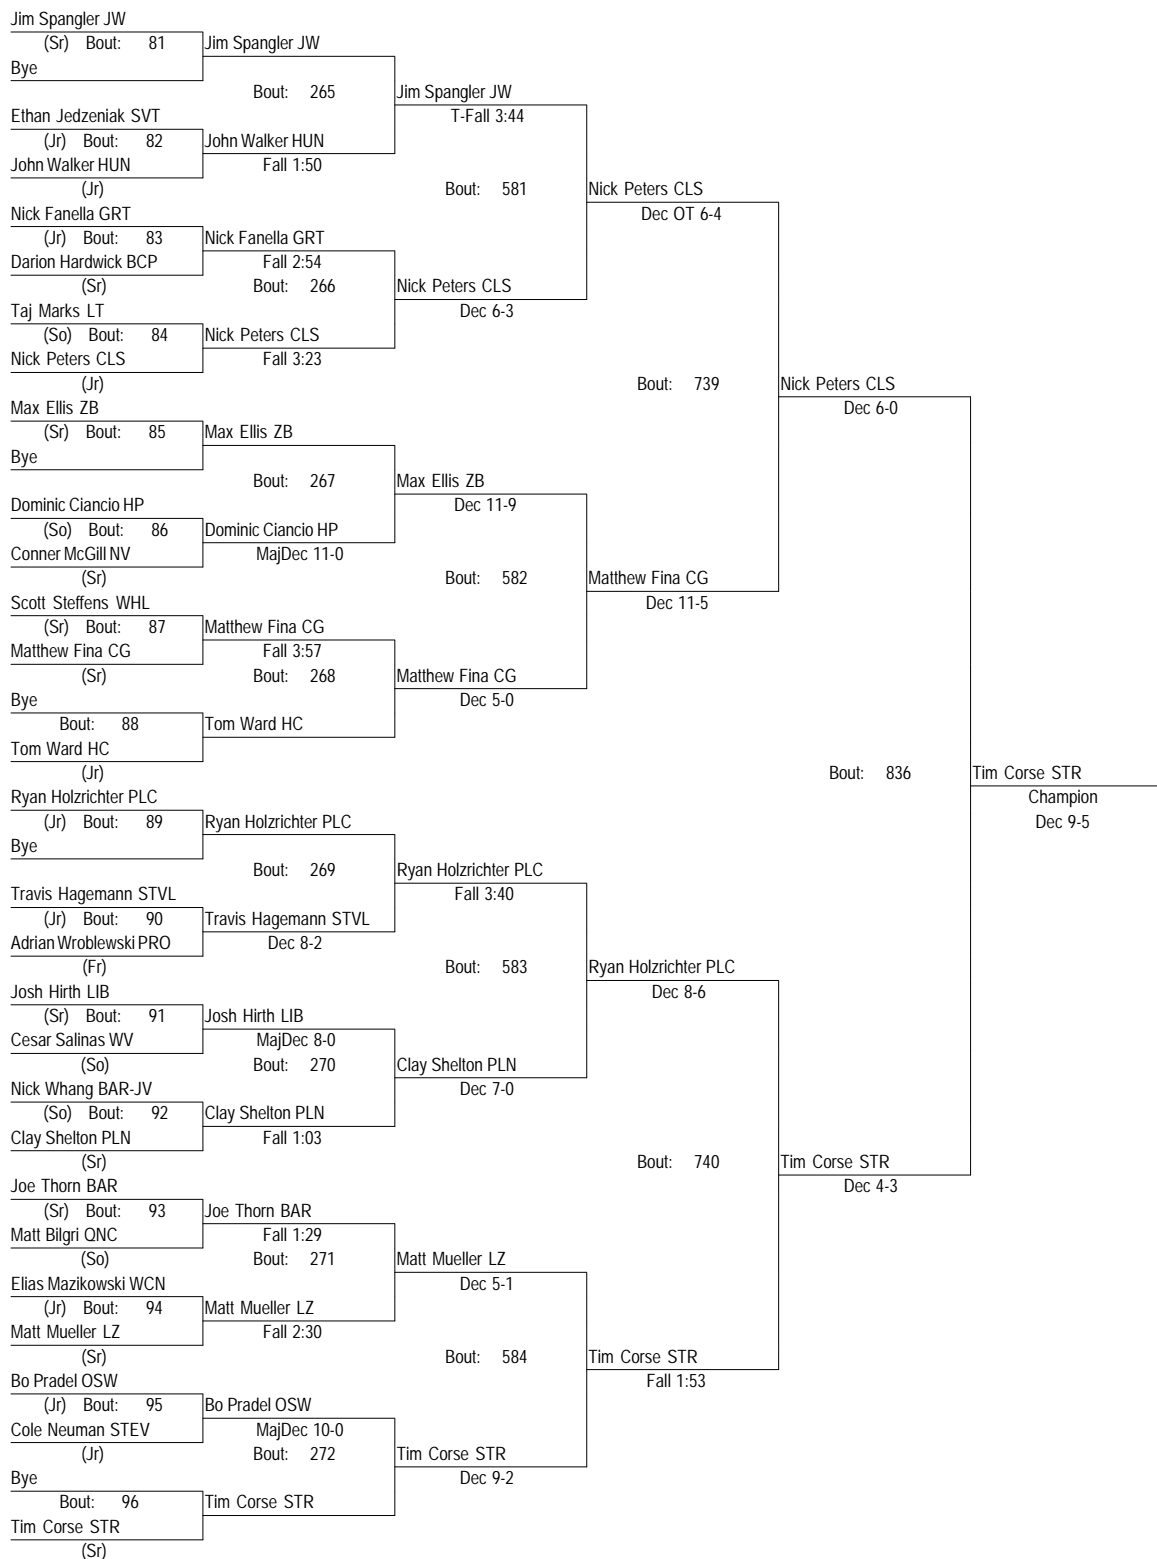 Jim Spangler JW
(Sr) Bout: 81 Jim Spangler JW
Bye
Bout: 265 Jim Spangler JW
Ethan Jedzeniak SVT T-Fall 3:44
(Jr) Bout: 82 John Walker HUN
John Walker HUN Fall 1:50
(Jr) Bout: 581 Nick Peters CLS
Nick Fanella GRT Dec OT 6-4
(Jr) Bout: 83 Nick Fanella GRT
Darion Hardwick BCP Fall 2:54
(Sr) Bout: 266 Nick Peters CLS
Taj Marks LT Dec 6-3
(So) Bout: 84 Nick Peters CLS
Nick Peters CLS Fall 3:23
(Jr) Bout: 739 Nick Peters CLS
Max Ellis ZB Dec 6-0
(Sr) Bout: 85 Max Ellis ZB
Bye
Bout: 267 Max Ellis ZB
Dominic Ciancio HP Dec 11-9
(So) Bout: 86 Dominic Ciancio HP
Conner McGill NV MajDec 11-0
(Sr) Bout: 582 Matthew Fina CG
Scott Steffens WHL Dec 11-5
(Sr) Bout: 87 Matthew Fina CG
Matthew Fina CG Fall 3:57
(Sr) Bout: 268 Matthew Fina CG
Bye Dec 5-0
Bout: 88 Tom Ward HC
Tom Ward HC
(Jr) Bout: 836 Tim Corse STR
Ryan Holzrichter PLC Champion
(Jr) Bout: 89 Ryan Holzrichter PLC Dec 9-5
Bye
Bout: 269 Ryan Holzrichter PLC
Travis Hagemann STVL Fall 3:40
(Jr) Bout: 90 Travis Hagemann STVL
Adrian Wroblewski PRO Dec 8-2
(Fr) Bout: 583 Ryan Holzrichter PLC
Josh Hirth LIB Dec 8-6
(Sr) Bout: 91 Josh Hirth LIB
Cesar Salinas WV MajDec 8-0
(So) Bout: 270 Clay Shelton PLN
Nick Whang BAR-JV Dec 7-0
(So) Bout: 92 Clay Shelton PLN
Clay Shelton PLN Fall 1:03
(Sr) Bout: 740 Tim Corse STR
Joe Thorn BAR Dec 4-3
(Sr) Bout: 93 Joe Thorn BAR
Matt Bilgri QNC Fall 1:29
(So) Bout: 271 Matt Mueller LZ
Elias Mazikowski WCN Dec 5-1
(Jr) Bout: 94 Matt Mueller LZ
Matt Mueller LZ Fall 2:30
(Sr) Bout: 584 Tim Corse STR
Bo Pradel OSW Fall 1:53
(Jr) Bout: 95 Bo Pradel OSW
Cole Neuman STEV MajDec 10-0
(Jr) Bout: 272 Tim Corse STR
Bye Dec 9-2
Bout: 96 Tim Corse STR
Tim Corse STR
(Sr)